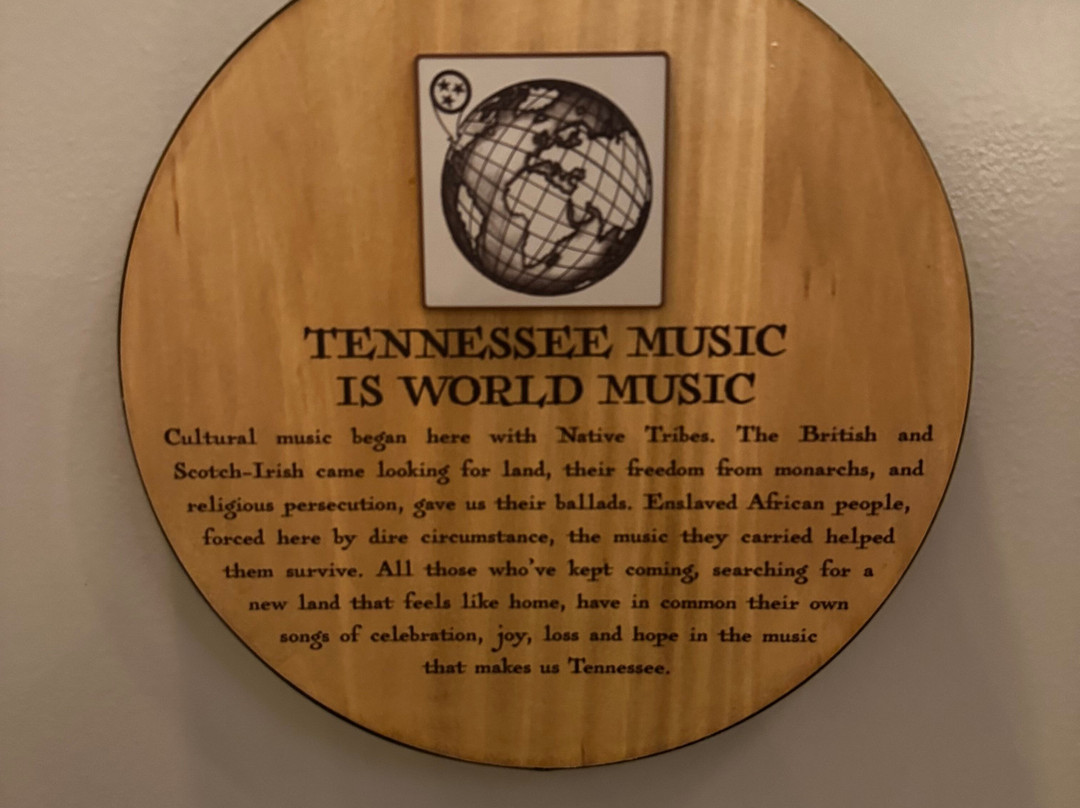 TENNESSEE MUSIC
IS WORLD MUSIC
Cultural music began here with Native Tribes. The British and
Scotch-Irish came looking for land, their freedom from monarchs, and
religious persecution, gave us their ballads. Enslaved African people,
forced here by dire circumstance, the music they carried helped
them survive. All those who've kept coming, searching for a
new land that feels like home, have in common their own
songs of celebration, joy, loss and hope in the music
that makes us Tennessee.